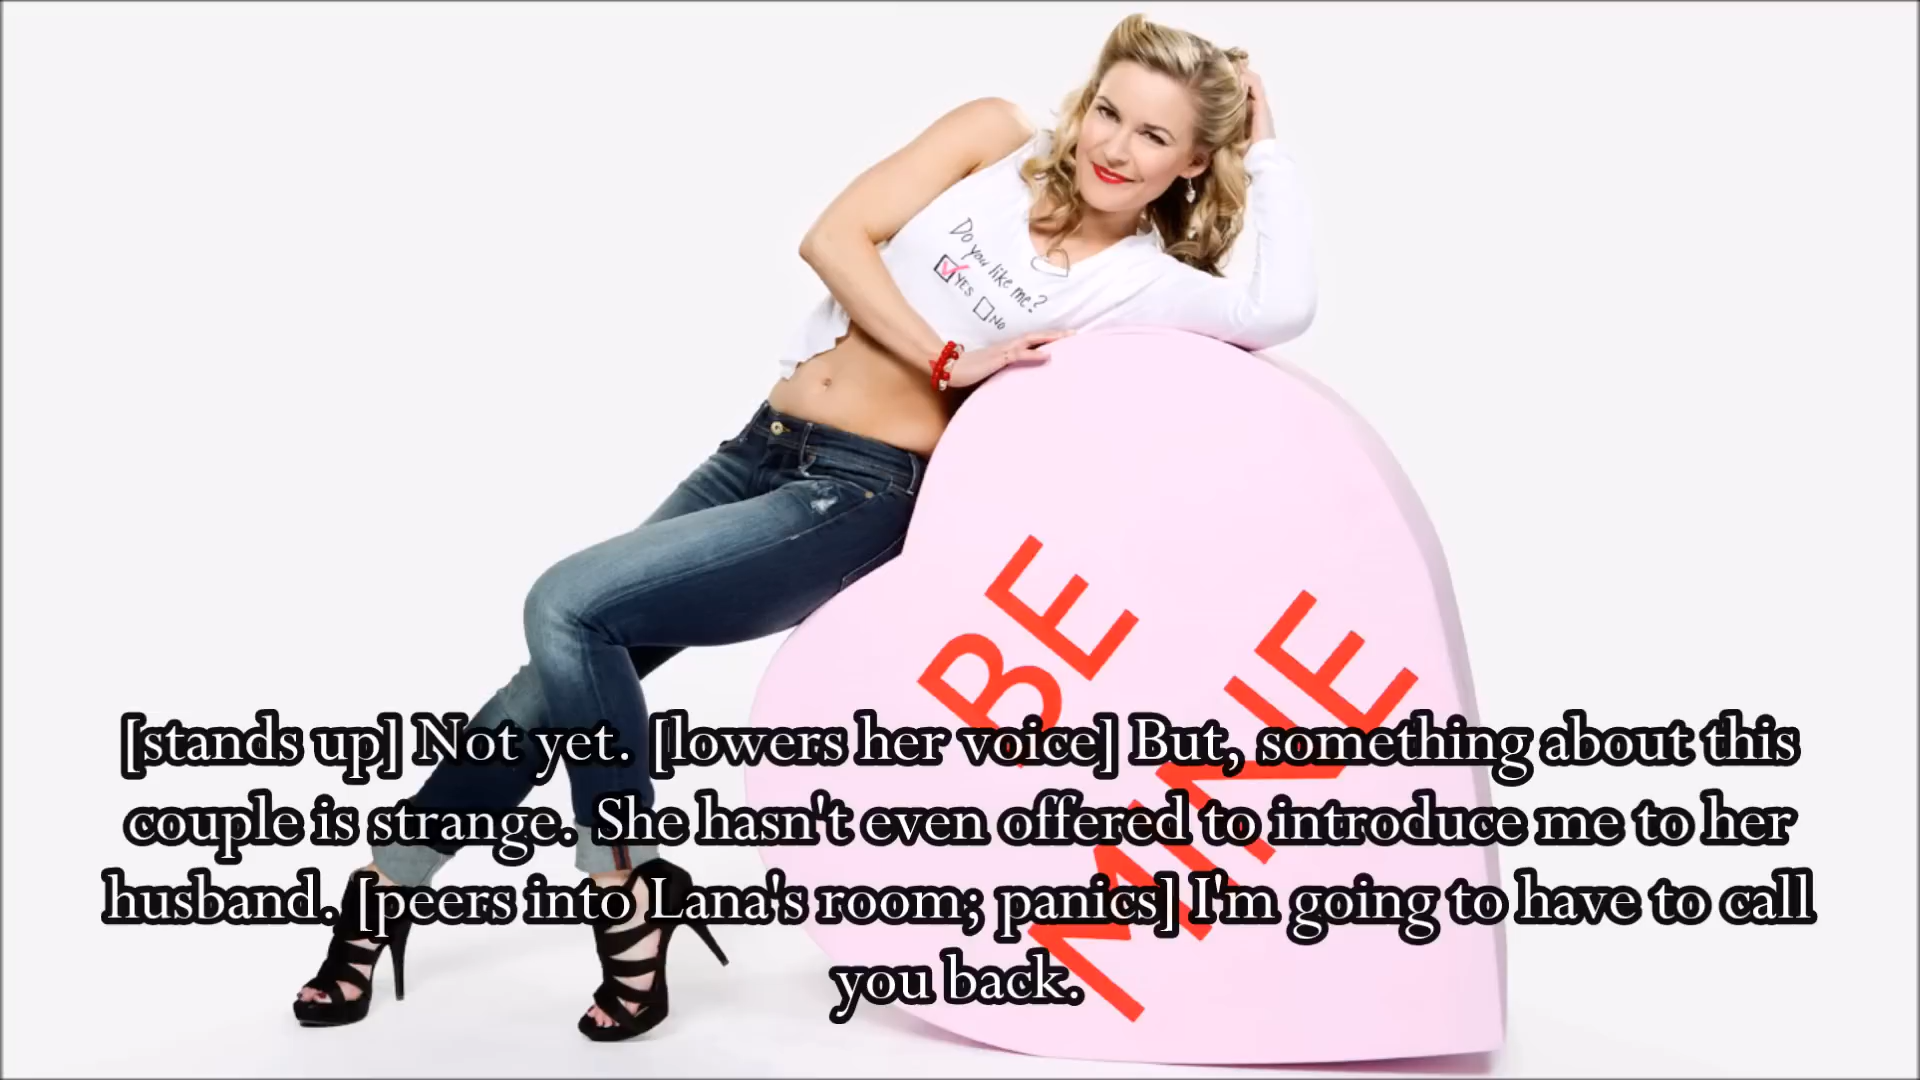 Do you like me?
YES NO
BE
MINE
[stands up] Not yet. [lowers her voice] But, something about this
couple is strange. She hasn't even offered to introduce me to her
husband. [peers into Lana's room; panics] I'm going to have to call
you back.